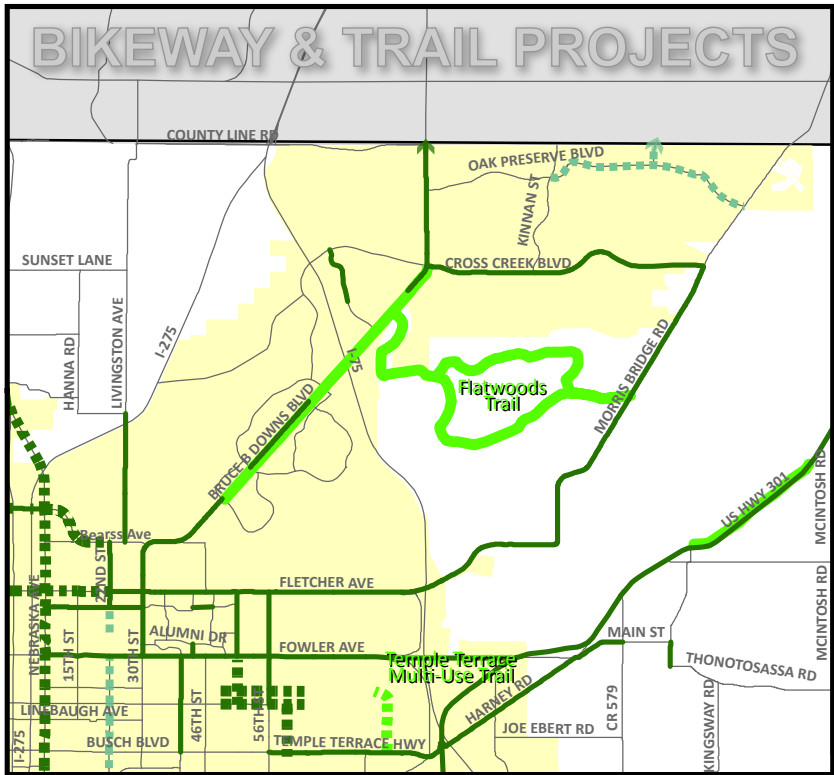 BIKEWAY & TRAIL PROJECTS
COUNTY LINE RD
OAK PRESERVE BLVD
KINNAN ST
SUNSET LANE
CROSS CREEK BLVD
LIVINGSTON AVE
HANNA RD
I-275
I-75
MORRIS BRIDGE RD
Flatwoods
Trail
BRUCE B DOWNS BLVD
US HWY 301
MCINTOSH RD
Bearss Ave
22ND ST
FLETCHER AVE
NEBRASKA AVE
15TH ST
30TH ST
ALUMNI DR
FOWLER AVE
MAIN ST
MCINTOSH RD
Temple Terrace
Multi-Use Trail
THONOTOSASSA RD
HARNEY RD
CR 579
KINGSWAY RD
LINEBAUGH AVE
46TH ST
56TH ST
JOE EBERT RD
I-275
BUSCH BLVD
TEMPLE TERRACE HWY